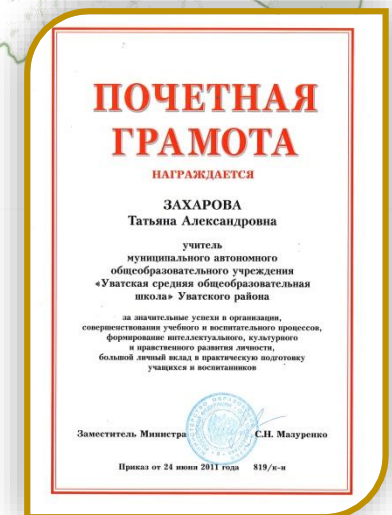 ПОЧЕТНАЯ
ГРАМОТА
НАГРАЖДАЕТСЯ
ЗАХАРОВА
Татьяна Александровна
учитель
муниципального автономного
общеобразовательного учреждения
«Уватская средняя общеобразовательная
школа» Уватского района
за значительные успехи в организации,
совершенствовании учебного и воспитательного процессов,
формирование интеллектуального, культурного
и нравственного развития личности,
большой личный вклад в практическую подготовку
учащихся и воспитанников
Заместитель Министра С.Н. Мазуренко
Приказ от 24 июня 2011 года 819/к-н